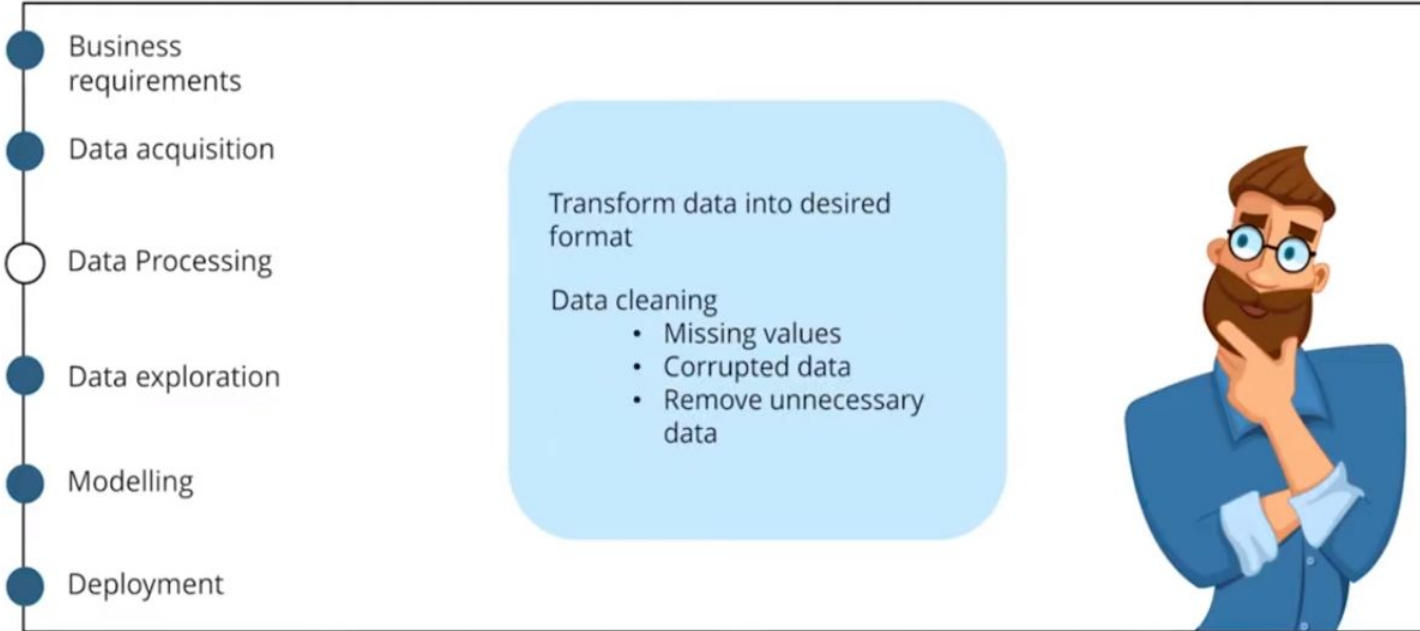 Business
requirements
Data acquisition
Data Processing
Data exploration
Modelling
Deployment
Transform data into desired
format
Data cleaning
• Missing values
• Corrupted data
• Remove unnecessary
data